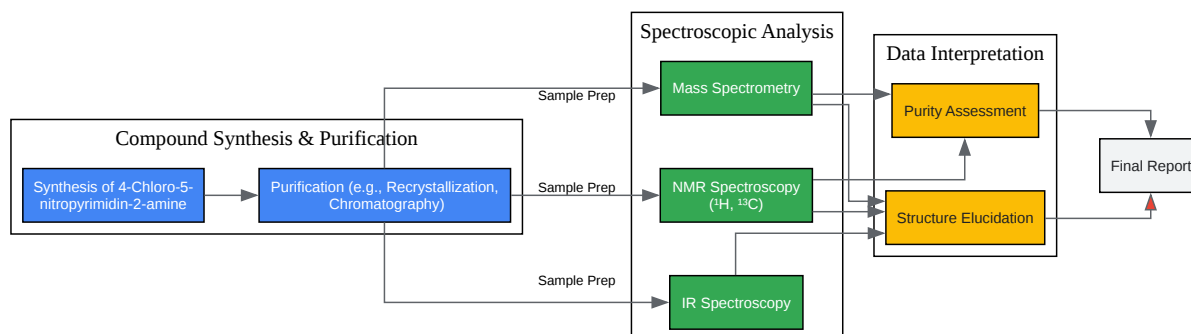 Spectroscopic Analysis
Data Interpretation
Mass Spectrometry
Sample Prep
Purity Assessment
Compound Synthesis & Purification
Final Report
Synthesis of 4-Chloro-5-
nitropyrimidin-2-amine
Purification (e.g., Recrystallization,
Chromatography)
Sample Prep
NMR Spectroscopy
(¹H, ¹³C)
Structure Elucidation
Sample Prep
IR Spectroscopy